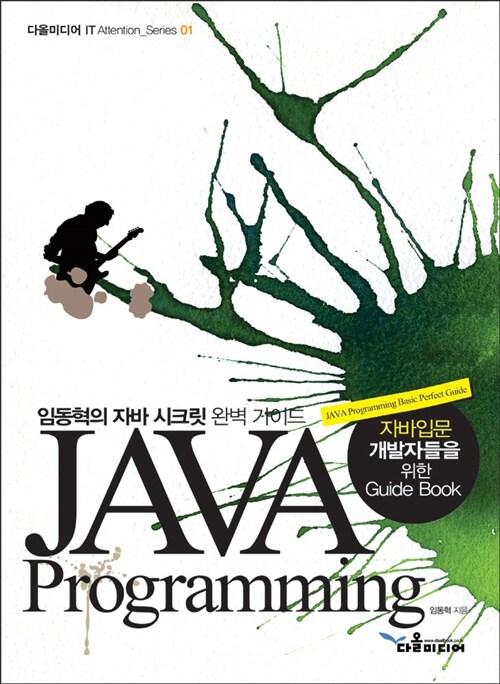 다올미디어 IT Attention_Series 01
임동혁의 자바 시크릿 완벽 가이드
JAVA Programming Basic Perfect Guide
자바입문
개발자들을
위한
Guide Book
JAVA
Programming
임동혁 지음
다올미디어